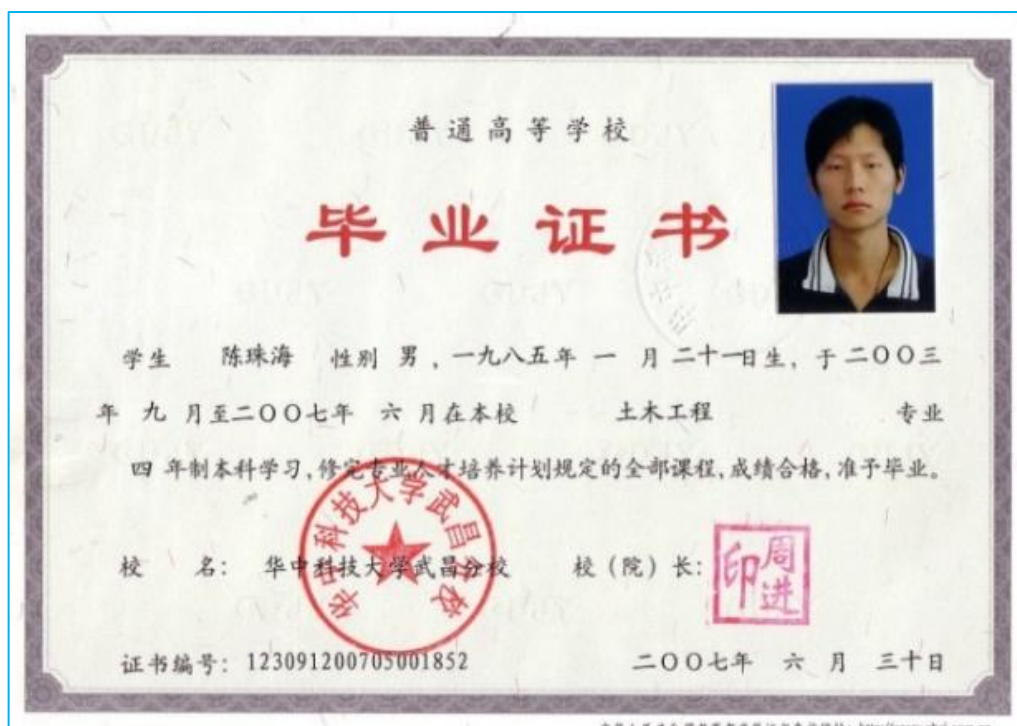 普通高等学校
毕业证书
学生 陈珠海 性别 男，一九八五年 一 月 二十一日生，于二〇〇三
年 九 月至二〇〇七年 六 月在本校 土木工程 专业
四 年制本科学习，修完专业人才培养计划规定的全部课程，成绩合格，准予毕业。
华中科技大学武昌分校
校 名： 华中科技大学武昌分校 校（院）长：
周进印
证书编号：123091200705001852 二〇〇七年 六 月 三十日